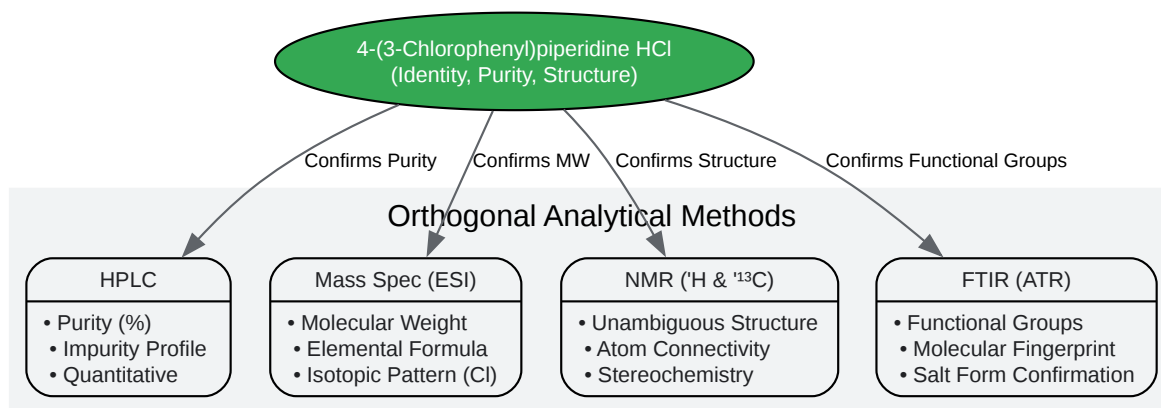 4-(3-Chlorophenyl)piperidine HCl
(Identity, Purity, Structure)
Confirms Purity
Confirms MW
Confirms Structure
Confirms Functional Groups
Orthogonal Analytical Methods
HPLC
• Purity (%)
• Impurity Profile
• Quantitative
Mass Spec (ESI)
• Molecular Weight
• Elemental Formula
• Isotopic Pattern (Cl)
NMR ('H & '¹³C)
• Unambiguous Structure
• Atom Connectivity
• Stereochemistry
FTIR (ATR)
• Functional Groups
• Molecular Fingerprint
• Salt Form Confirmation